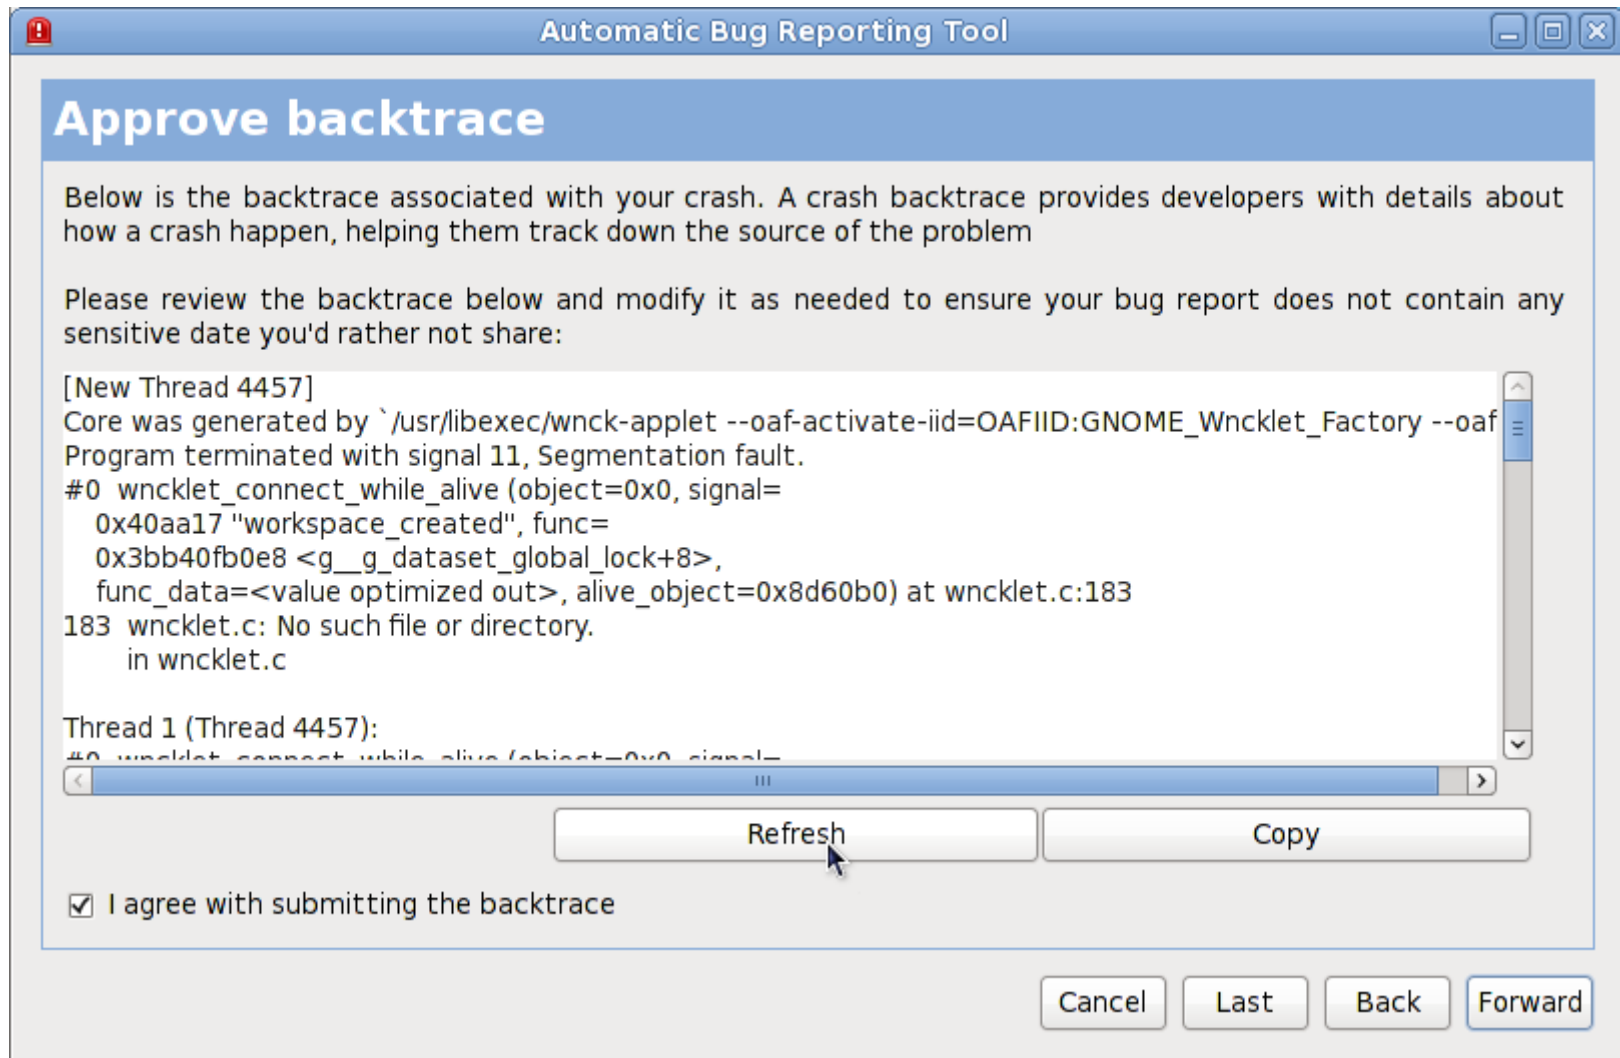 Automatic Bug Reporting Tool
Approve backtrace
Below is the backtrace associated with your crash. A crash backtrace provides developers with details about
how a crash happen, helping them track down the source of the problem
Please review the backtrace below and modify it as needed to ensure your bug report does not contain any
sensitive date you'd rather not share:
[New Thread 4457]
Core was generated by `/usr/libexec/wnck-applet --oaf-activate-iid=OAFIID:GNOME_Wncklet_Factory --oaf
Program terminated with signal 11, Segmentation fault.
#0 wncklet_connect_while_alive (object=0x0, signal=
0x40aa17 "workspace_created", func=
0x3bb40fb0e8 <g__g_dataset_global_lock+8>,
func_data=<value optimized out>, alive_object=0x8d60b0) at wncklet.c:183
183 wncklet.c: No such file or directory.
in wncklet.c
Thread 1 (Thread 4457):
#0 wncklet_connect_while_alive (object=0x0, signal=
Refresh
Copy
I agree with submitting the backtrace
Cancel
Last
Back
Forward